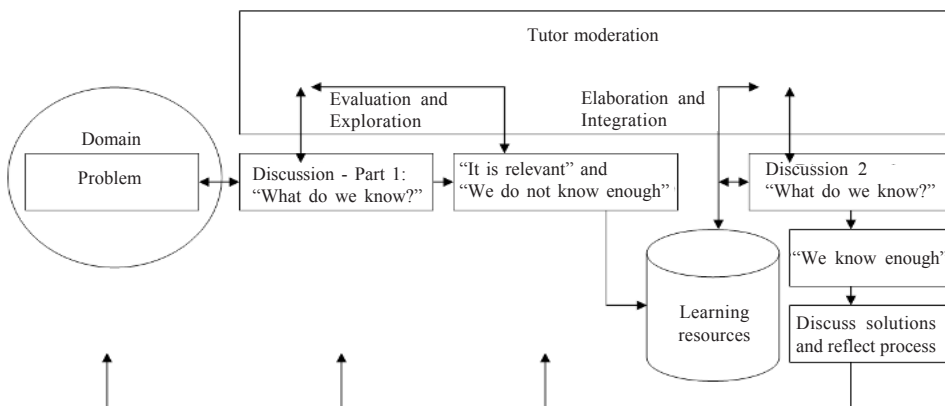 Tutor moderation
Evaluation and
Exploration
Elaboration and
Integration
Domain
Problem
Discussion - Part 1:
“What do we know?”
“It is relevant” and
“We do not know enough”
Discussion 2
“What do we know?”
“We know enough”
Learning
resources
Discuss solutions
and reflect process